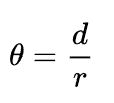 θ = d/r